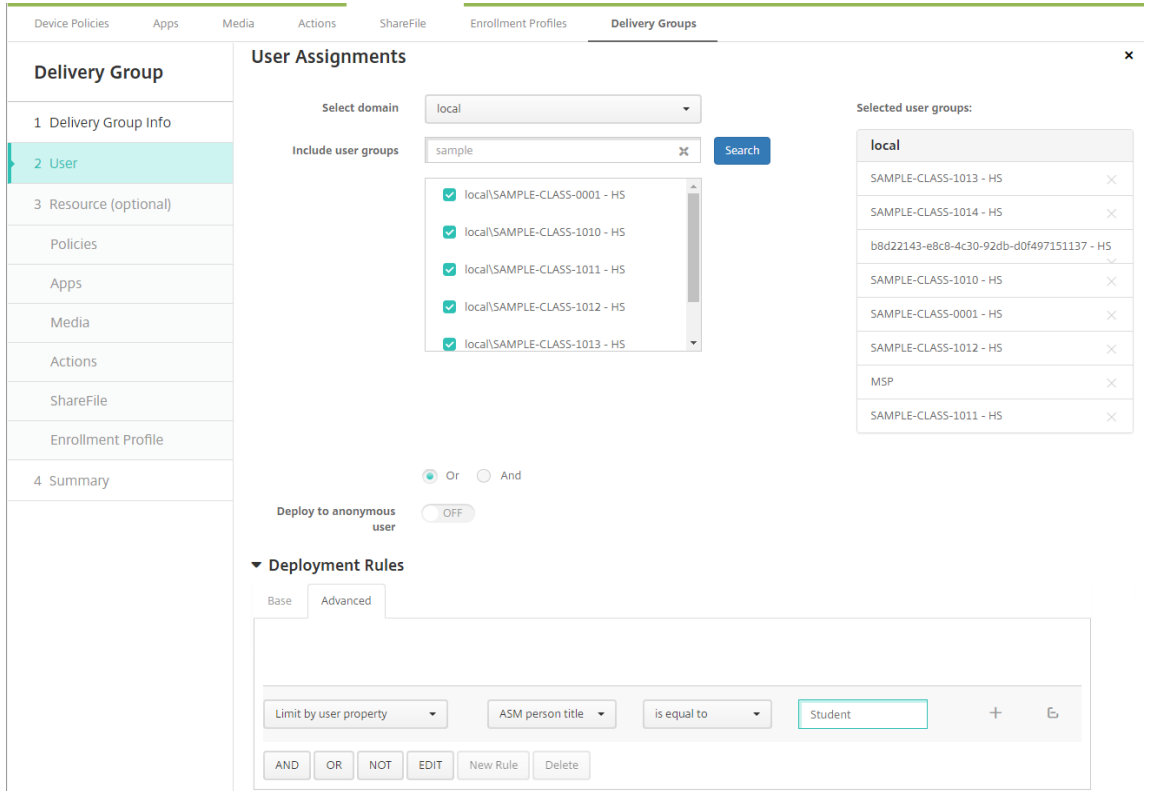 Device Policies Apps Media Actions ShareFile Enrollment Profiles Delivery Groups
Delivery Group
1 Delivery Group Info
2 User
3 Resource (optional)
Policies
Apps
Media
Actions
ShareFile
Enrollment Profile
4 Summary
User Assignments
Select domain local
Include user groups sample Search
local\SAMPLE-CLASS-0001 - HS
local\SAMPLE-CLASS-1010 - HS
local\SAMPLE-CLASS-1011 - HS
local\SAMPLE-CLASS-1012 - HS
local\SAMPLE-CLASS-1013 - HS
Selected user groups:
local
SAMPLE-CLASS-1013 - HS
SAMPLE-CLASS-1014 - HS
b8d22143-e8c8-4c30-92db-d0f497151137 - HS
SAMPLE-CLASS-1010 - HS
SAMPLE-CLASS-0001 - HS
SAMPLE-CLASS-1012 - HS
MSP
SAMPLE-CLASS-1011 - HS
Or And
Deploy to anonymous
user
OFF
Deployment Rules
Base Advanced
Limit by user property ASM person title is equal to Student
AND OR NOT EDIT New Rule Delete